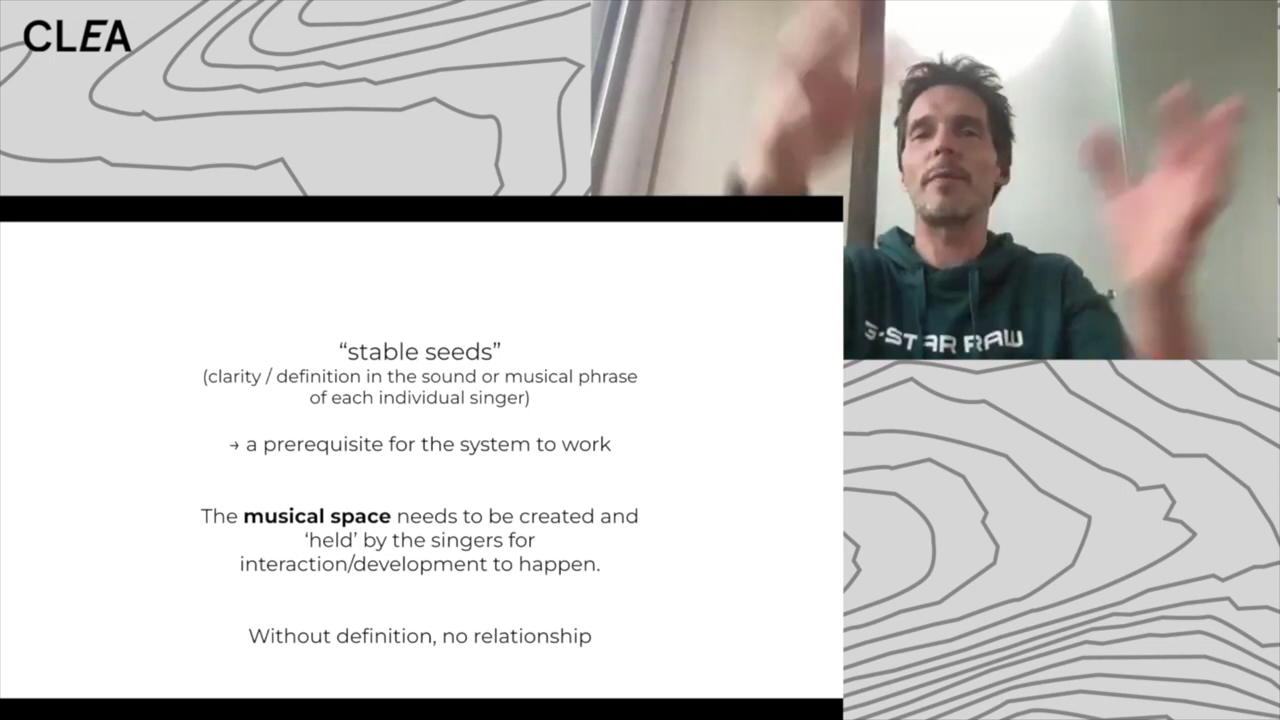 CLEA
G-STAR RAW
“stable seeds”
(clarity / definition in the sound or musical phrase
of each individual singer)
→ a prerequisite for the system to work
The musical space needs to be created and
‘held’ by the singers for
interaction/development to happen.
Without definition, no relationship